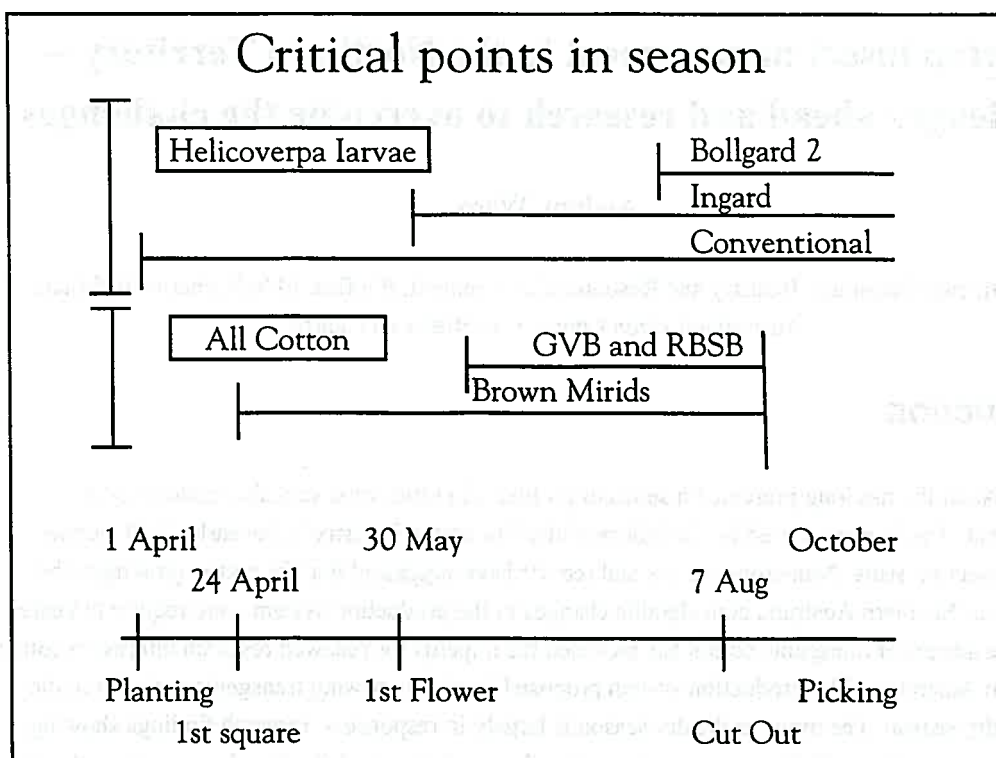 Critical points in season
Helicoverpa larvae
Bollgard 2
Ingard
Conventional
All Cotton
GVB and RBSB
Brown Mirids
1 April
30 May
October
24 April
7 Aug
Planting
1st Flower
Picking
1st square
Cut Out